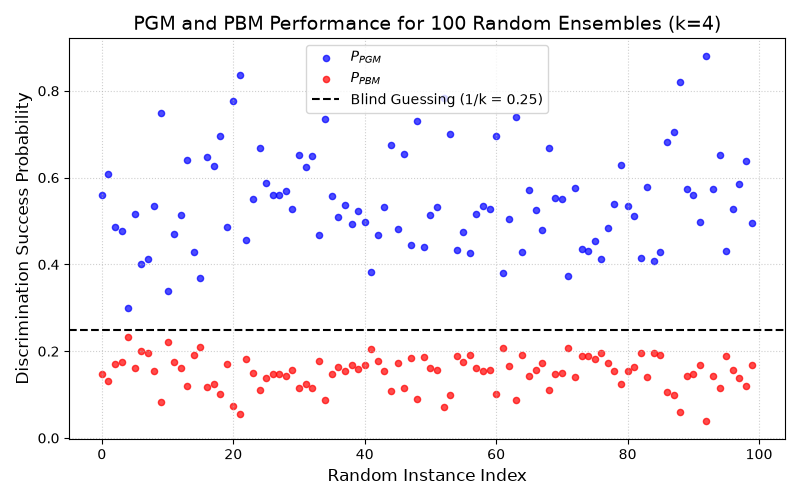 PGM and PBM Performance for 100 Random Ensembles (k=4)
P_PGM
P_PBM
Blind Guessing (1/k = 0.25)
Discrimination Success Probability
0.8
0.6
0.4
0.2
0.0
0 20 40 60 80 100
Random Instance Index